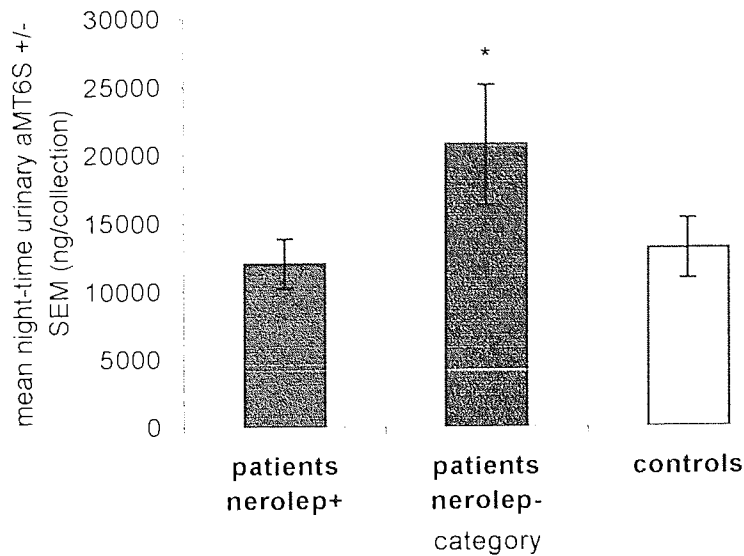 mean night-time urinary aMT6S +/-
SEM (ng/collection)
30000
25000
20000
15000
10000
5000
0
*
patients
nerolep+
patients
nerolep-
controls
category